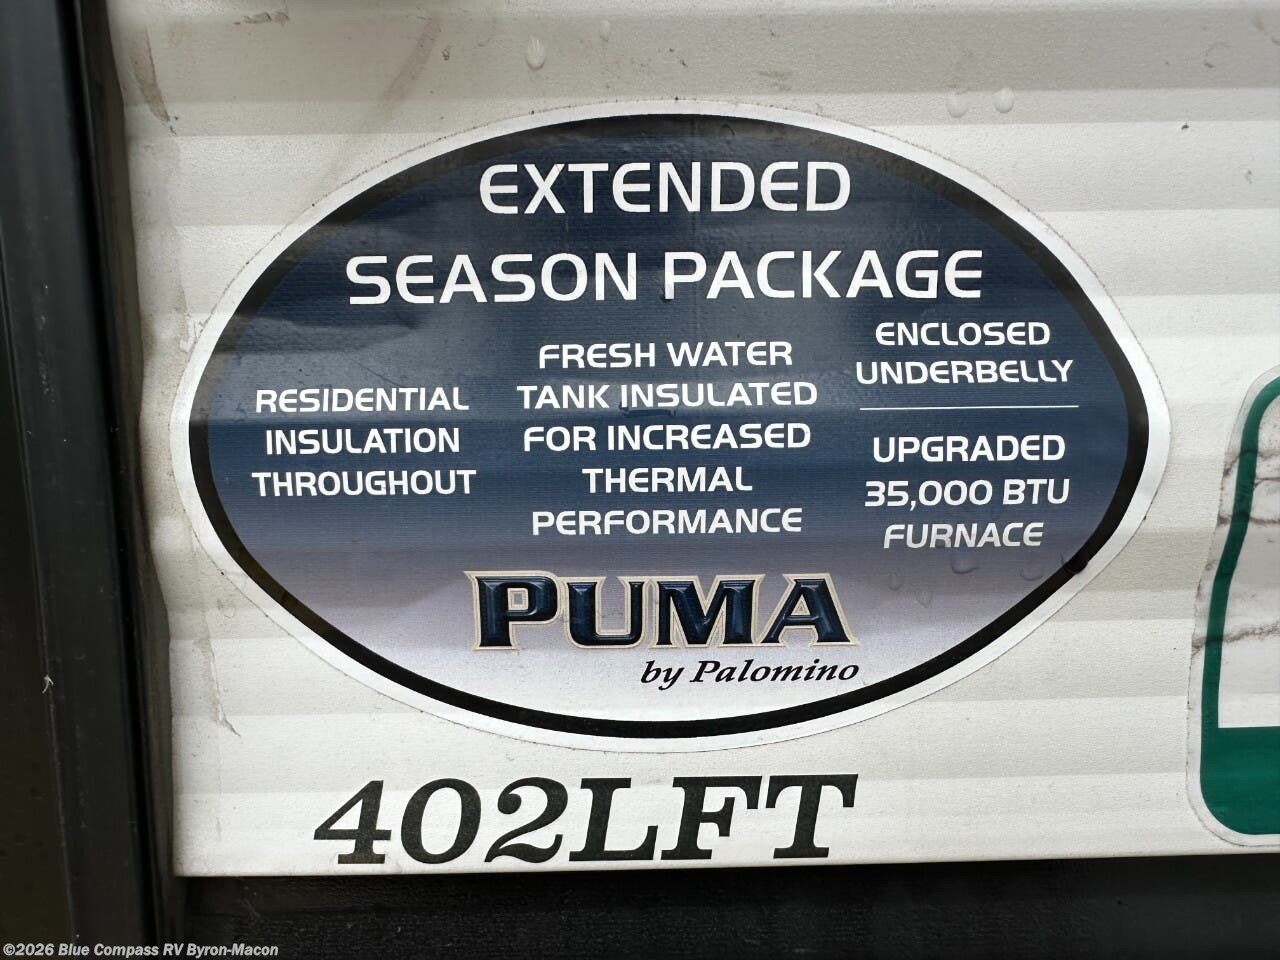 EXTENDED
SEASON PACKAGE
RESIDENTIAL
INSULATION
THROUGHOUT
FRESH WATER
TANK INSULATED
FOR INCREASED
THERMAL
PERFORMANCE
ENCLOSED
UNDERBELLY
UPGRADED
35,000 BTU
FURNACE
PUMA
by Palomino
402LFT
©2026 Blue Compass RV Byron-Macon